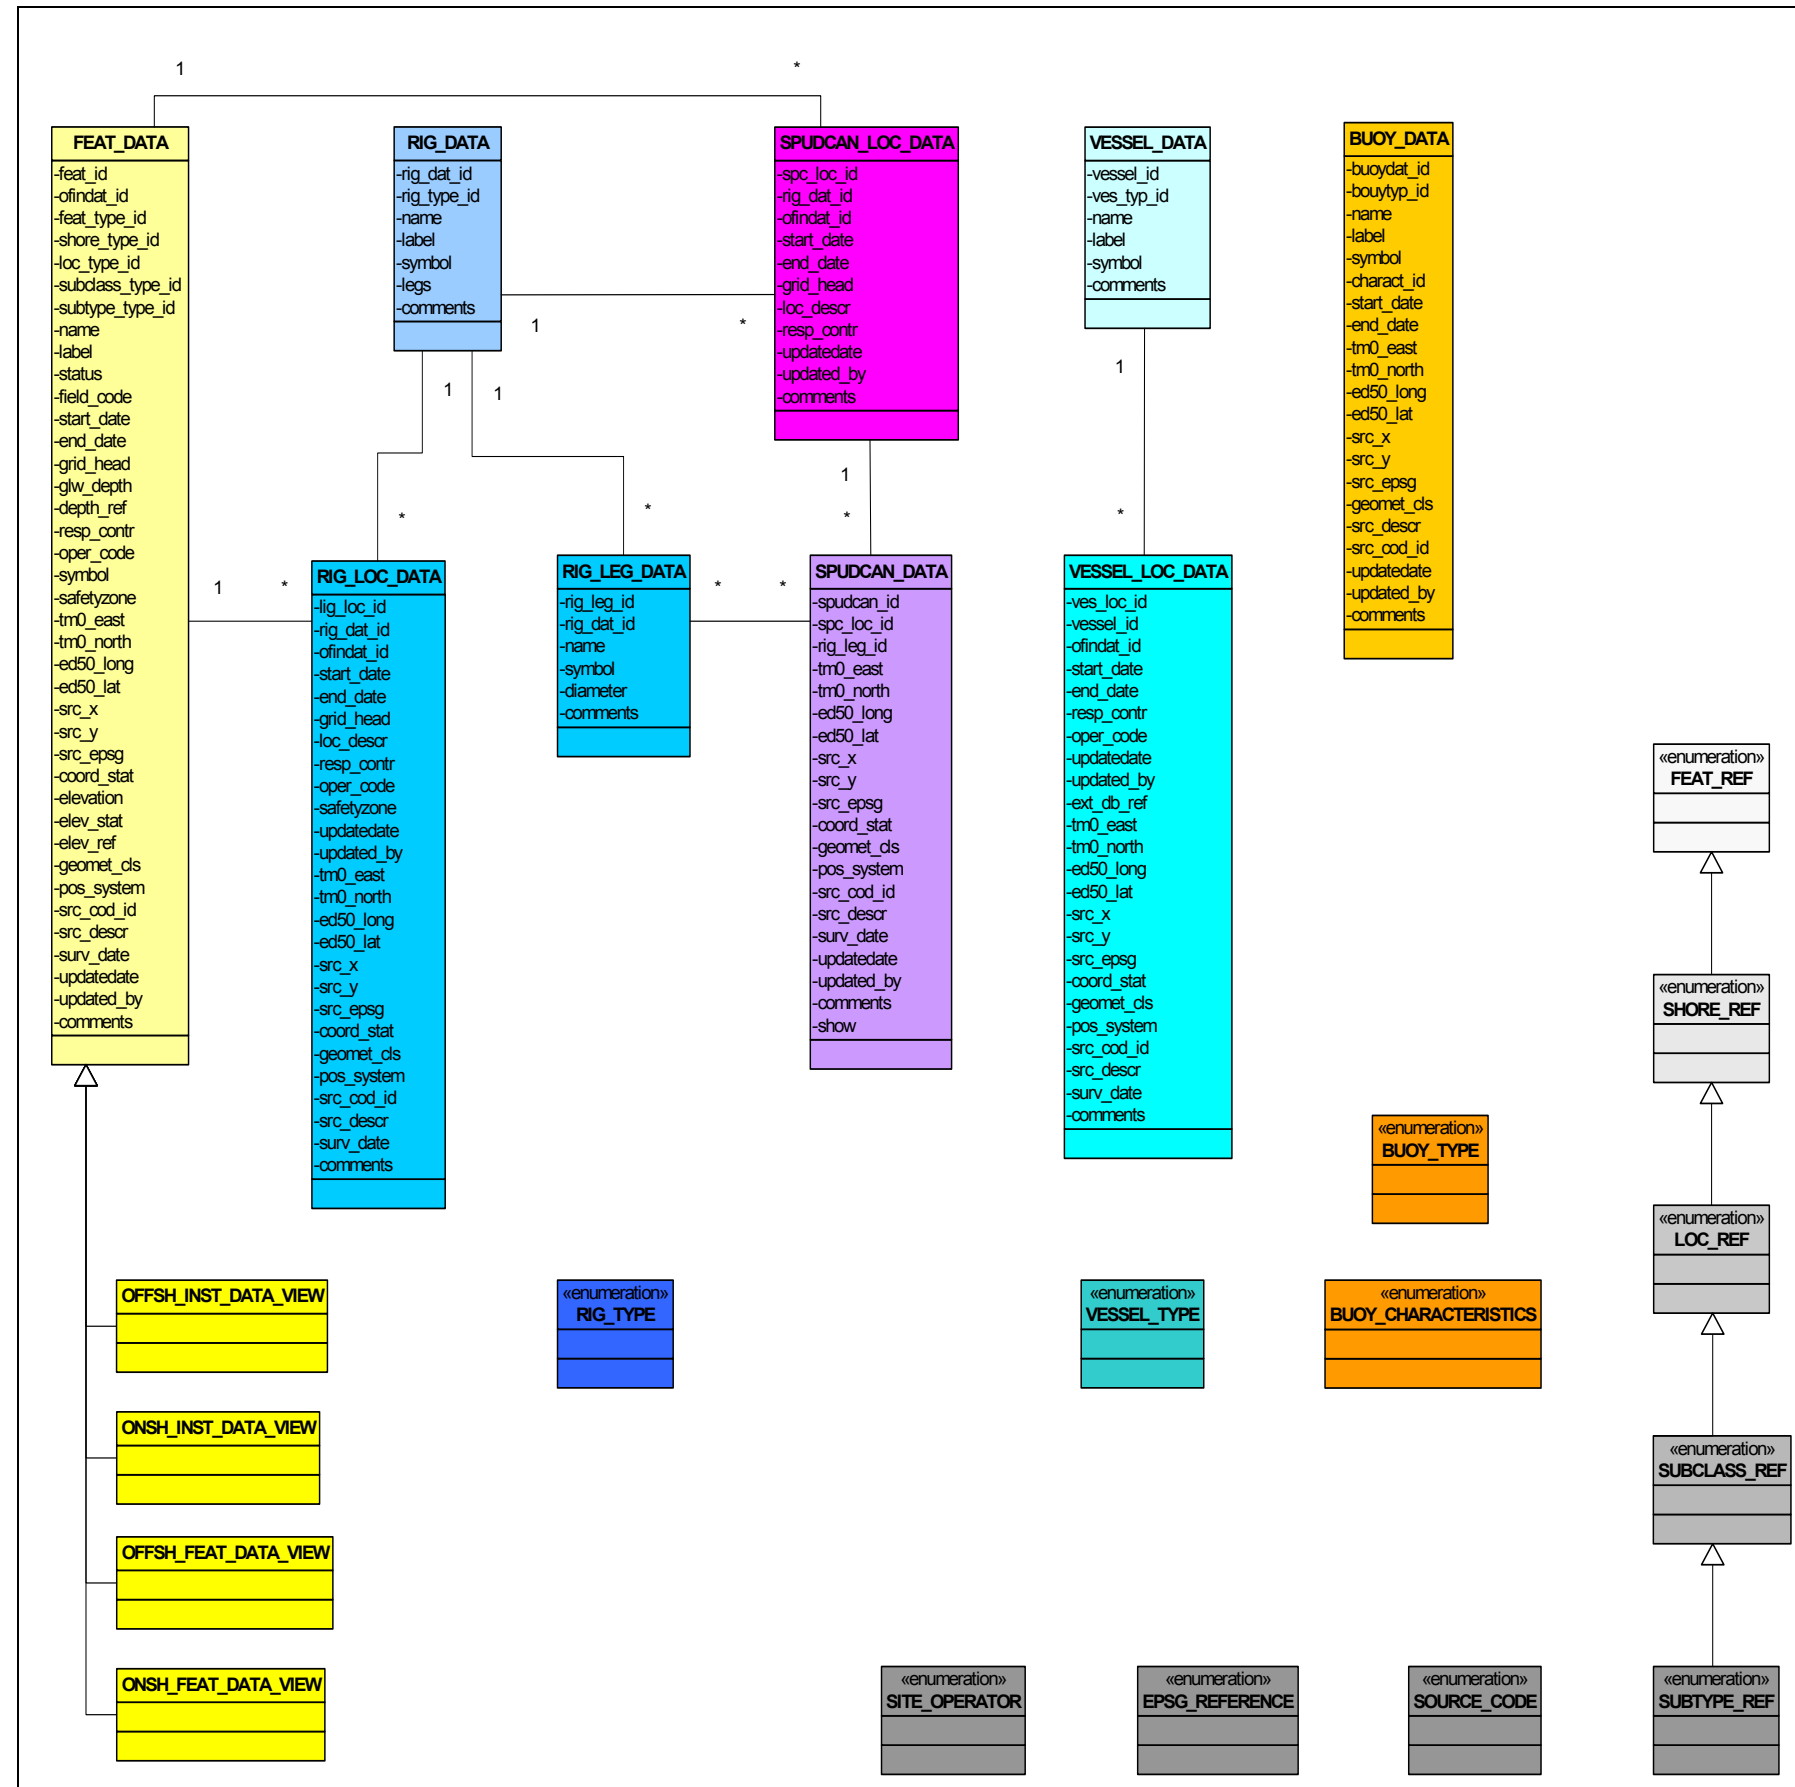 1
*
FEAT_DATA
-feat_id
-ofindat_id
-feat_type_id
-shore_type_id
-loc_type_id
-subclass_type_id
-subtype_type_id
-name
-label
-status
-field_code
-start_date
-end_date
-grid_head
-glw_depth
-depth_ref
-resp_contr
-oper_code
-symbol
-safetyzone
-tm0_east
-tm0_north
-ed50_long
-ed50_lat
-src_x
-src_y
-src_epsg
-coord_stat
-elevation
-elev_stat
-elev_ref
-geomet_cls
-pos_system
-src_cod_id
-src_descr
-surv_date
-updatedate
-updated_by
-comments
RIG_DATA
-rig_dat_id
-rig_type_id
-name
-label
-symbol
-legs
-comments
1
*
SPUDCAN_LOC_DATA
-spc_loc_id
-rig_dat_id
-ofindat_id
-start_date
-end_date
-grid_head
-loc_descr
-resp_contr
-updatedate
-updated_by
-comments
VESSEL_DATA
-vessel_id
-ves_typ_id
-name
-label
-symbol
-comments
BUOY_DATA
-buoydat_id
-bouytyp_id
-name
-label
-symbol
-charact_id
-start_date
-end_date
-tm0_east
-tm0_north
-ed50_long
-ed50_lat
-src_x
-src_y
-src_epsg
-geomet_cls
-src_descr
-src_cod_id
-updatedate
-updated_by
-comments
1
1
*
*
1
*
1
*
1
*
RIG_LOC_DATA
-lig_loc_id
-rig_dat_id
-ofindat_id
-start_date
-end_date
-grid_head
-loc_descr
-resp_contr
-oper_code
-safetyzone
-updatedate
-updated_by
-tm0_east
-tm0_north
-ed50_long
-ed50_lat
-src_x
-src_y
-src_epsg
-coord_stat
-geomet_cls
-pos_system
-src_cod_id
-src_descr
-surv_date
-comments
RIG_LEG_DATA
-rig_leg_id
-rig_dat_id
-name
-symbol
-diameter
-comments
*
*
SPUDCAN_DATA
-spudcan_id
-spc_loc_id
-rig_leg_id
-tm0_east
-tm0_north
-ed50_long
-ed50_lat
-src_x
-src_y
-src_epsg
-coord_stat
-geomet_cls
-pos_system
-src_cod_id
-src_descr
-surv_date
-updatedate
-updated_by
-comments
-show
VESSEL_LOC_DATA
-ves_loc_id
-vessel_id
-ofindat_id
-start_date
-end_date
-resp_contr
-oper_code
-updatedate
-updated_by
-ext_db_ref
-tm0_east
-tm0_north
-ed50_long
-ed50_lat
-src_x
-src_y
-src_epsg
-coord_stat
-geomet_cls
-pos_system
-src_cod_id
-src_descr
-surv_date
-comments
«enumeration»
FEAT_REF
«enumeration»
SHORE_REF
«enumeration»
BUOY_TYPE
«enumeration»
LOC_REF
OFFSH_INST_DATA_VIEW
«enumeration»
RIG_TYPE
«enumeration»
VESSEL_TYPE
«enumeration»
BUOY_CHARACTERISTICS
ONSH_INST_DATA_VIEW
«enumeration»
SUBCLASS_REF
OFFSH_FEAT_DATA_VIEW
ONSH_FEAT_DATA_VIEW
«enumeration»
SITE_OPERATOR
«enumeration»
EPSG_REFERENCE
«enumeration»
SOURCE_CODE
«enumeration»
SUBTYPE_REF